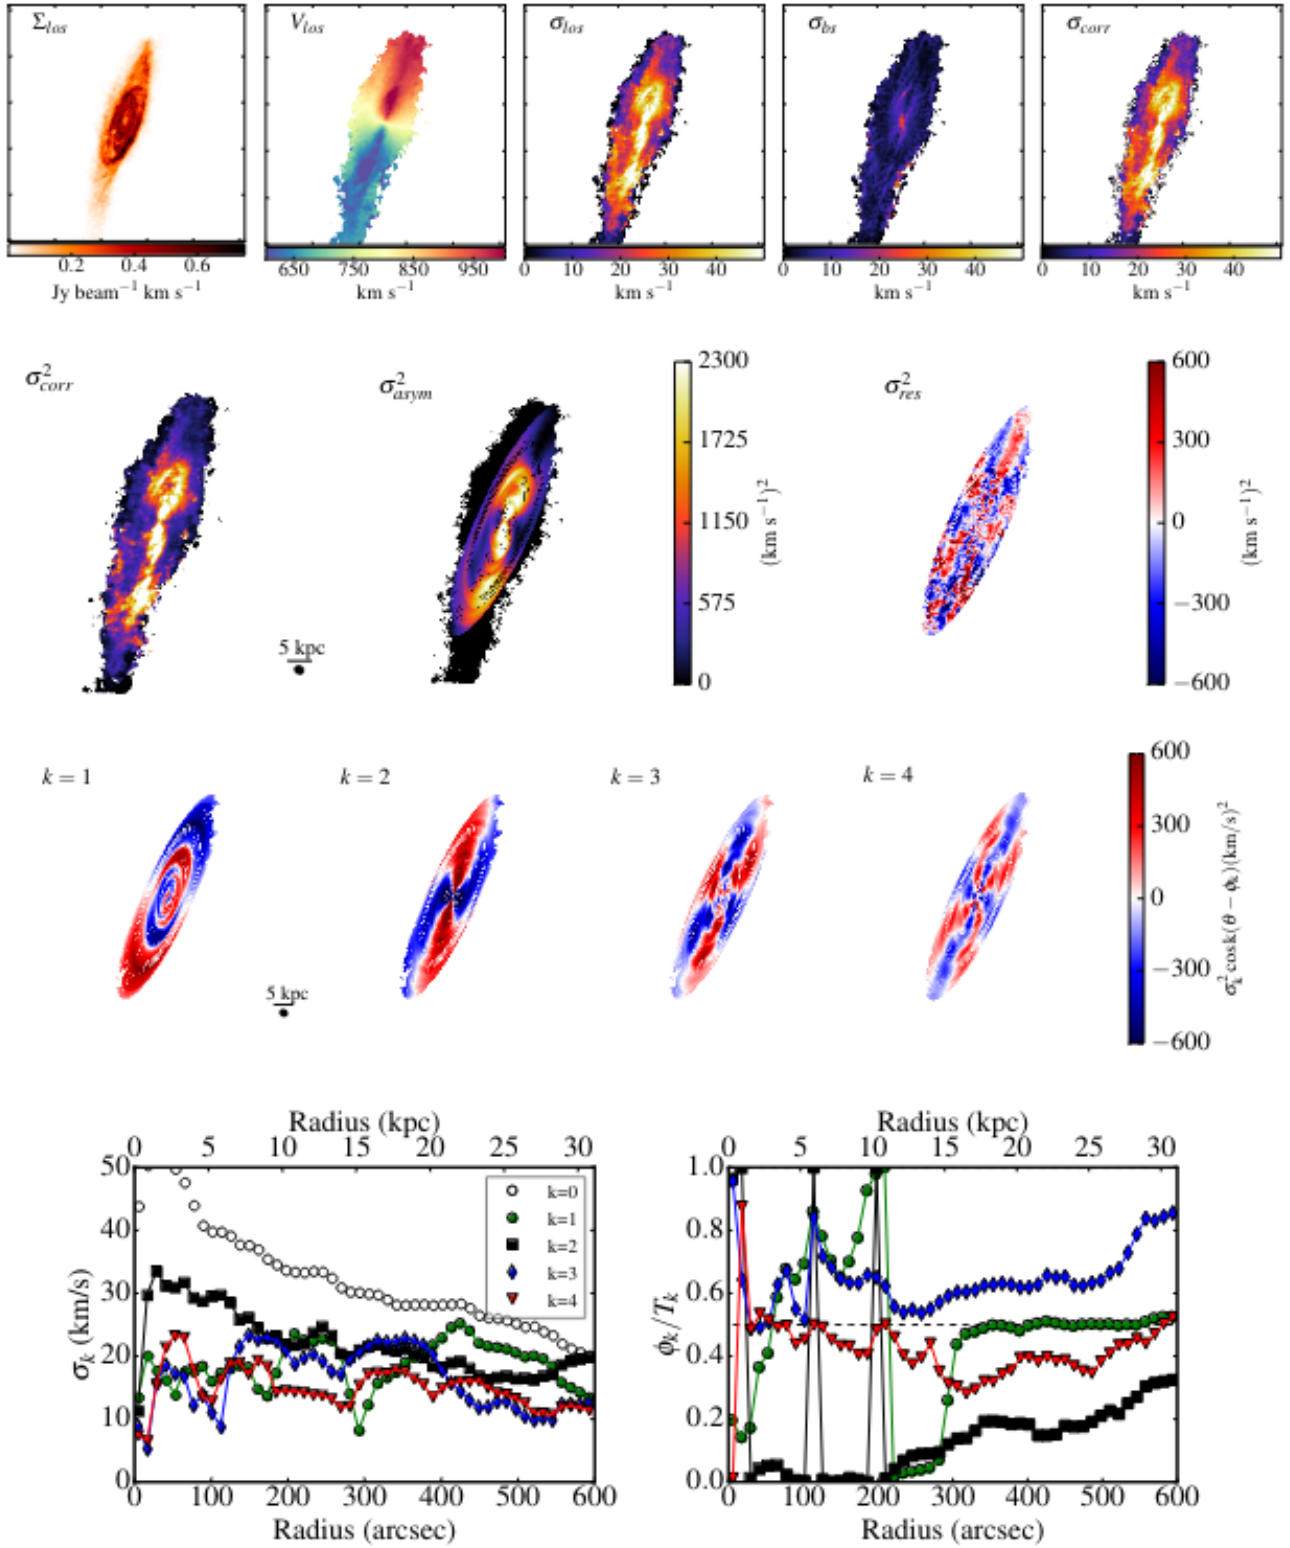 Σlos
Vlos
σlos
σbs
σcorr
0.2 0.4 0.6
650 750 850 950
0 10 20 30 40
0 10 20 30 40
0 10 20 30 40
Jy beam⁻¹ km s⁻¹
km s⁻¹
km s⁻¹
km s⁻¹
km s⁻¹
σ²corr
σ²asym
σ²res
2300
1725
1150
575
0
(km s⁻¹)²
600
300
0
−300
−600
(km s⁻¹)²
5 kpc
k = 1
k = 2
k = 3
k = 4
600
300
0
−300
−600
σ²k cos k(θ − ϕk) (km/s)²
5 kpc
Radius (kpc)
0 5 10 15 20 25 30
50
40
30
20
10
0
σk (km/s)
k=0
k=1
k=2
k=3
k=4
0 100 200 300 400 500 600
Radius (arcsec)
Radius (kpc)
0 5 10 15 20 25 31
1.0
0.8
0.6
0.4
0.2
0.0
ϕk/Tk
0 100 200 300 400 500 600
Radius (arcsec)